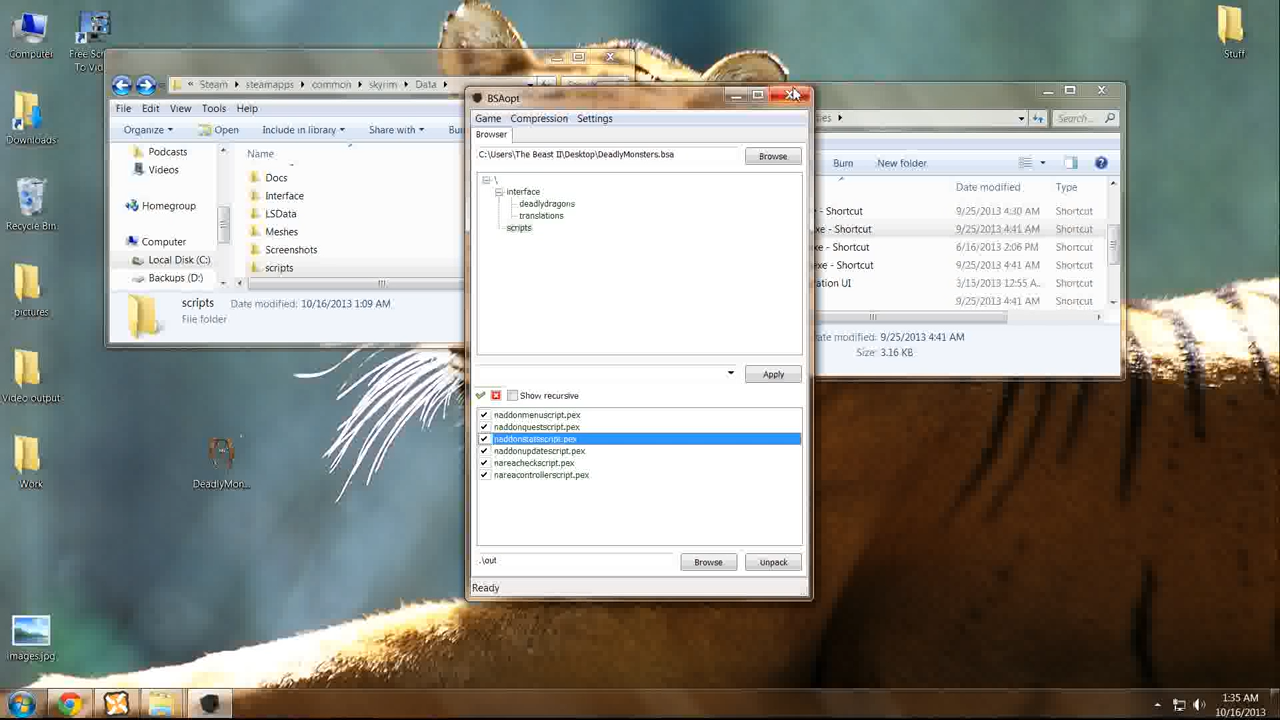 Computer
Free Scr
To Vid
Downloads
Recycle Bin
pictures
Video output
Work
images.jpg
DeadlyMon...
Stuff
« Steam steamapps common skyrim Data
File Edit View Tools Help
Organize Open Include in library Share with Bu
Podcasts
Videos
Homegroup
Computer
Local Disk (C:)
Backups (D:)
Name
Docs
Interface
LSData
Meshes
Screenshots
scripts
scripts Date modified: 10/16/2013 1:09 AM
File folder
BSAopt
Game Compression Settings
Browser
C:\Users\The Beast II\Desktop\DeadlyMonsters.bsa
Browse
\
interface
deadlydragons
translations
scripts
Apply
Show recursive
naddonmenuscript.pex
naddonquestscript.pex
naddonstatsscript.pex
naddonupdatescript.pex
nareacheckscript.pex
nareacontrollerscript.pex
.\out
Browse Unpack
Ready
Search...
Burn New folder
Date modified Type
- Shortcut 9/25/2013 4:30 AM Shortcut
xe - Shortcut 9/25/2013 4:41 AM Shortcut
exe - Shortcut 6/16/2013 2:06 PM Shortcut
exe - Shortcut 9/25/2013 4:41 AM Shortcut
ation UI 3/13/2013 12:55 A... Shortcut
9/25/2013 4:41 AM Shortcut
ate modified: 9/25/2013 4:41 AM
Size: 3.16 KB
1:35 AM
10/16/2013